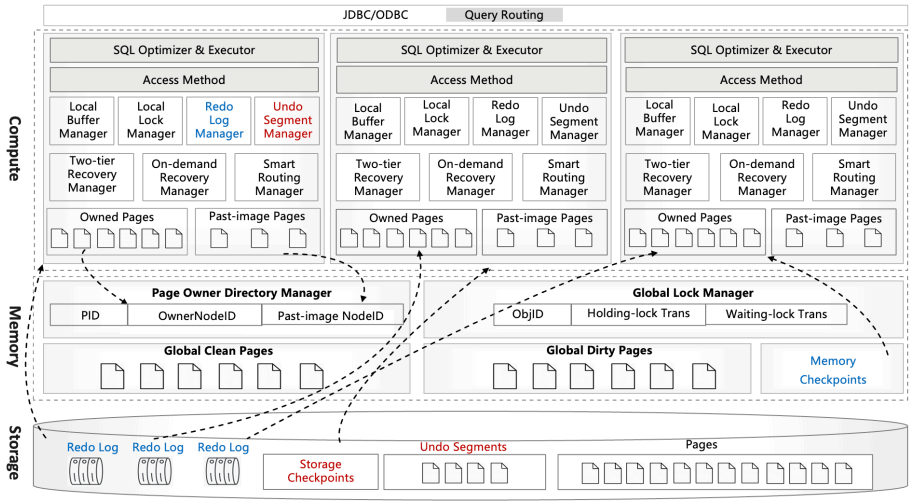 JDBC/ODBC Query Routing
Compute
SQL Optimizer & Executor
Access Method
Local Buffer Manager
Local Lock Manager
Redo Log Manager
Undo Segment Manager
Two-tier Recovery Manager
On-demand Recovery Manager
Smart Routing Manager
Owned Pages
Past-image Pages
SQL Optimizer & Executor
Access Method
Local Buffer Manager
Local Lock Manager
Redo Log Manager
Undo Segment Manager
Two-tier Recovery Manager
On-demand Recovery Manager
Smart Routing Manager
Owned Pages
Past-image Pages
SQL Optimizer & Executor
Access Method
Local Buffer Manager
Local Lock Manager
Redo Log Manager
Undo Segment Manager
Two-tier Recovery Manager
On-demand Recovery Manager
Smart Routing Manager
Owned Pages
Past-image Pages
Memory
Page Owner Directory Manager
PID
OwnerNodeID
Past-image NodeID
Global Lock Manager
ObjID
Holding-lock Trans
Waiting-lock Trans
Global Clean Pages
Global Dirty Pages
Memory Checkpoints
Storage
Redo Log
Redo Log
Redo Log
Storage Checkpoints
Undo Segments
Pages